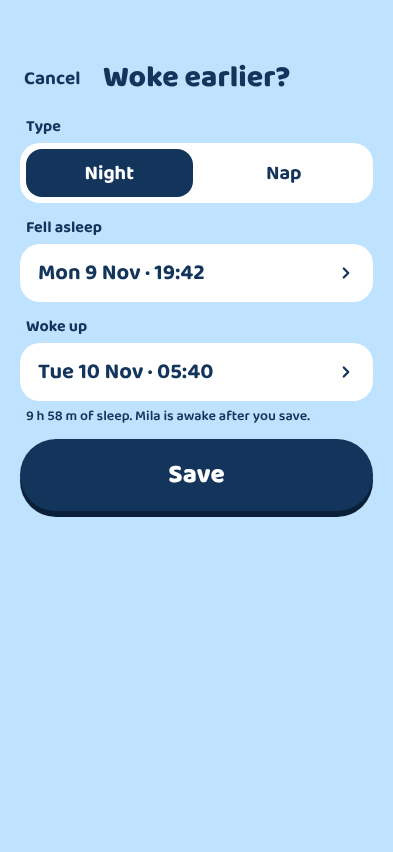 Cancel
Woke earlier?
Type
Night
Nap
Fell asleep
Mon 9 Nov · 19:42
Woke up
Tue 10 Nov · 05:40
9 h 58 m of sleep. Mila is awake after you save.
Save